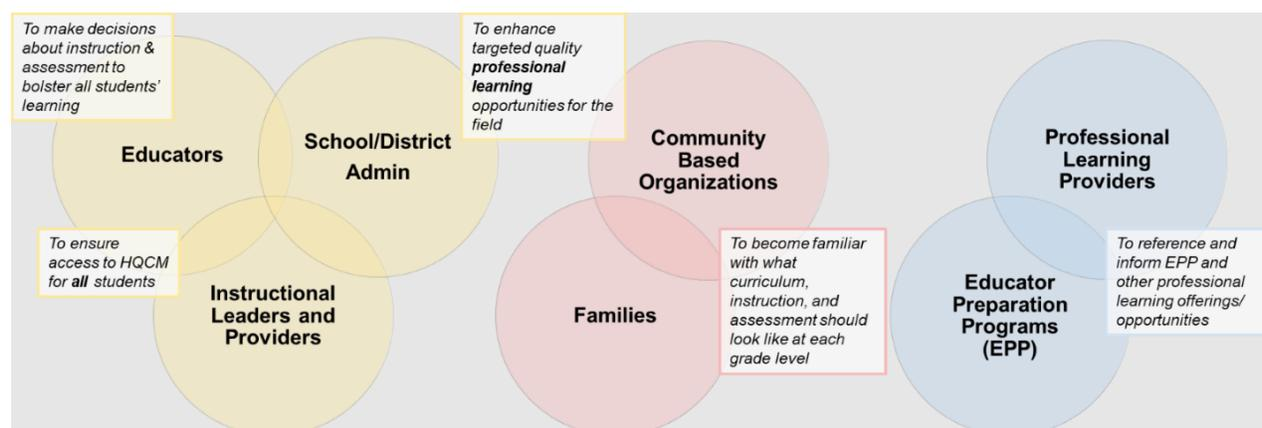 To make decisions
about instruction &
assessment to
bolster all students'
learning
Educators
School/District
Admin
To ensure
access to HQCM
for all students
Instructional
Leaders and
Providers
To enhance
targeted quality
professional
learning
opportunities for the
field
Community
Based
Organizations
Families
To become familiar
with what
curriculum,
instruction, and
assessment should
look like at each
grade level
Professional
Learning
Providers
Educator
Preparation
Programs
(EPP)
To reference and
inform EPP and
other professional
learning offerings/
opportunities